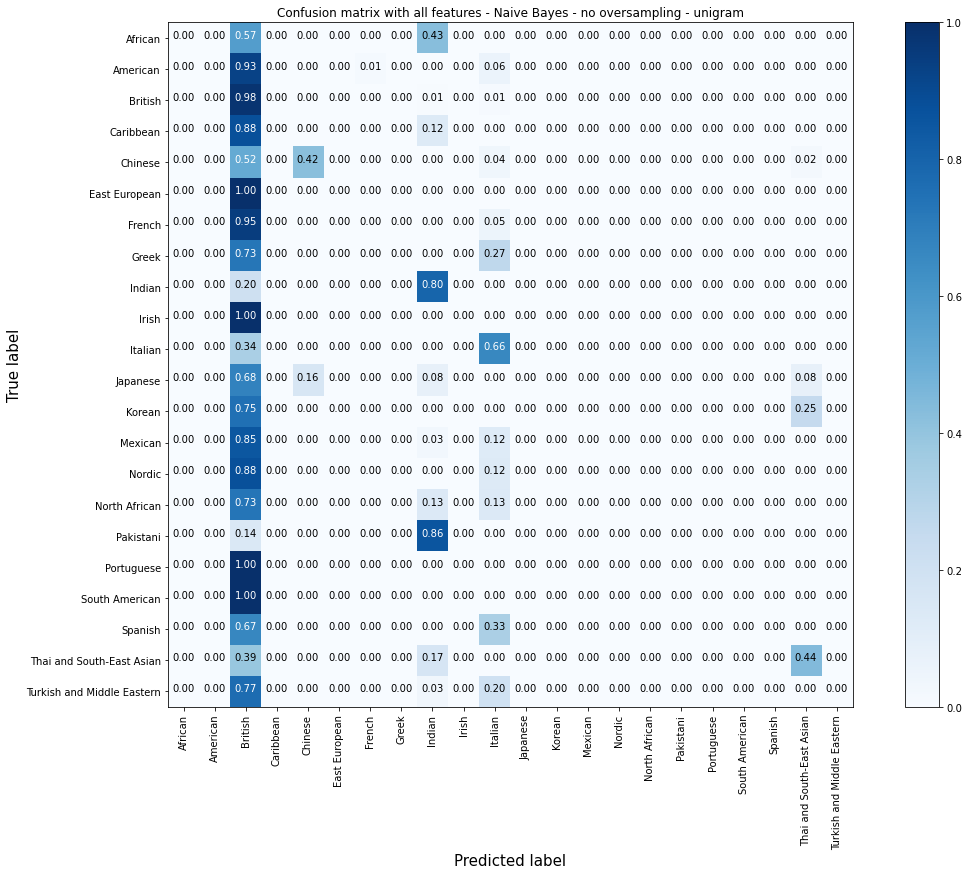 Confusion matrix with all features - Naive Bayes - no oversampling - unigram
African 0.00 0.00 0.57 0.00 0.00 0.00 0.00 0.00 0.43 0.00 0.00 0.00 0.00 0.00 0.00 0.00 0.00 0.00 0.00 0.00 0.00 0.00
American 0.00 0.00 0.93 0.00 0.00 0.00 0.01 0.00 0.00 0.00 0.06 0.00 0.00 0.00 0.00 0.00 0.00 0.00 0.00 0.00 0.00 0.00
British 0.00 0.00 0.98 0.00 0.00 0.00 0.00 0.00 0.01 0.00 0.01 0.00 0.00 0.00 0.00 0.00 0.00 0.00 0.00 0.00 0.00 0.00
Caribbean 0.00 0.00 0.88 0.00 0.00 0.00 0.00 0.00 0.12 0.00 0.00 0.00 0.00 0.00 0.00 0.00 0.00 0.00 0.00 0.00 0.00 0.00
Chinese 0.00 0.00 0.52 0.00 0.42 0.00 0.00 0.00 0.00 0.00 0.04 0.00 0.00 0.00 0.00 0.00 0.00 0.00 0.00 0.00 0.02 0.00
East European 0.00 0.00 1.00 0.00 0.00 0.00 0.00 0.00 0.00 0.00 0.00 0.00 0.00 0.00 0.00 0.00 0.00 0.00 0.00 0.00 0.00 0.00
French 0.00 0.00 0.95 0.00 0.00 0.00 0.00 0.00 0.00 0.00 0.05 0.00 0.00 0.00 0.00 0.00 0.00 0.00 0.00 0.00 0.00 0.00
Greek 0.00 0.00 0.73 0.00 0.00 0.00 0.00 0.00 0.00 0.00 0.27 0.00 0.00 0.00 0.00 0.00 0.00 0.00 0.00 0.00 0.00 0.00
Indian 0.00 0.00 0.20 0.00 0.00 0.00 0.00 0.00 0.80 0.00 0.00 0.00 0.00 0.00 0.00 0.00 0.00 0.00 0.00 0.00 0.00 0.00
Irish 0.00 0.00 1.00 0.00 0.00 0.00 0.00 0.00 0.00 0.00 0.00 0.00 0.00 0.00 0.00 0.00 0.00 0.00 0.00 0.00 0.00 0.00
Italian 0.00 0.00 0.34 0.00 0.00 0.00 0.00 0.00 0.00 0.00 0.66 0.00 0.00 0.00 0.00 0.00 0.00 0.00 0.00 0.00 0.00 0.00
Japanese 0.00 0.00 0.68 0.00 0.16 0.00 0.00 0.00 0.08 0.00 0.00 0.00 0.00 0.00 0.00 0.00 0.00 0.00 0.00 0.00 0.08 0.00
Korean 0.00 0.00 0.75 0.00 0.00 0.00 0.00 0.00 0.00 0.00 0.00 0.00 0.00 0.00 0.00 0.00 0.00 0.00 0.00 0.00 0.25 0.00
Mexican 0.00 0.00 0.85 0.00 0.00 0.00 0.00 0.00 0.03 0.00 0.12 0.00 0.00 0.00 0.00 0.00 0.00 0.00 0.00 0.00 0.00 0.00
Nordic 0.00 0.00 0.88 0.00 0.00 0.00 0.00 0.00 0.00 0.00 0.12 0.00 0.00 0.00 0.00 0.00 0.00 0.00 0.00 0.00 0.00 0.00
North African 0.00 0.00 0.73 0.00 0.00 0.00 0.00 0.00 0.13 0.00 0.13 0.00 0.00 0.00 0.00 0.00 0.00 0.00 0.00 0.00 0.00 0.00
Pakistani 0.00 0.00 0.14 0.00 0.00 0.00 0.00 0.00 0.86 0.00 0.00 0.00 0.00 0.00 0.00 0.00 0.00 0.00 0.00 0.00 0.00 0.00
Portuguese 0.00 0.00 1.00 0.00 0.00 0.00 0.00 0.00 0.00 0.00 0.00 0.00 0.00 0.00 0.00 0.00 0.00 0.00 0.00 0.00 0.00 0.00
South American 0.00 0.00 1.00 0.00 0.00 0.00 0.00 0.00 0.00 0.00 0.00 0.00 0.00 0.00 0.00 0.00 0.00 0.00 0.00 0.00 0.00 0.00
Spanish 0.00 0.00 0.67 0.00 0.00 0.00 0.00 0.00 0.00 0.00 0.33 0.00 0.00 0.00 0.00 0.00 0.00 0.00 0.00 0.00 0.00 0.00
Thai and South-East Asian 0.00 0.00 0.39 0.00 0.00 0.00 0.00 0.00 0.17 0.00 0.00 0.00 0.00 0.00 0.00 0.00 0.00 0.00 0.00 0.00 0.44 0.00
Turkish and Middle Eastern 0.00 0.00 0.77 0.00 0.00 0.00 0.00 0.00 0.03 0.00 0.20 0.00 0.00 0.00 0.00 0.00 0.00 0.00 0.00 0.00 0.00 0.00
True label
African
American
British
Caribbean
Chinese
East European
French
Greek
Indian
Irish
Italian
Japanese
Korean
Mexican
Nordic
North African
Pakistani
Portuguese
South American
Spanish
Thai and South-East Asian
Turkish and Middle Eastern
Predicted label
1.0
0.8
0.6
0.4
0.2
0.0